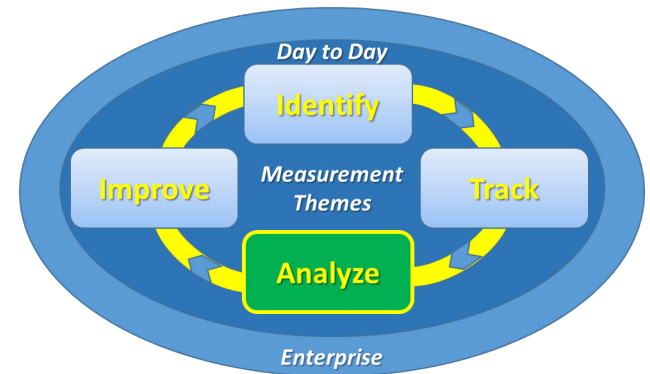 Day to Day
Identify
Improve
Measurement
Themes
Track
Analyze
Enterprise